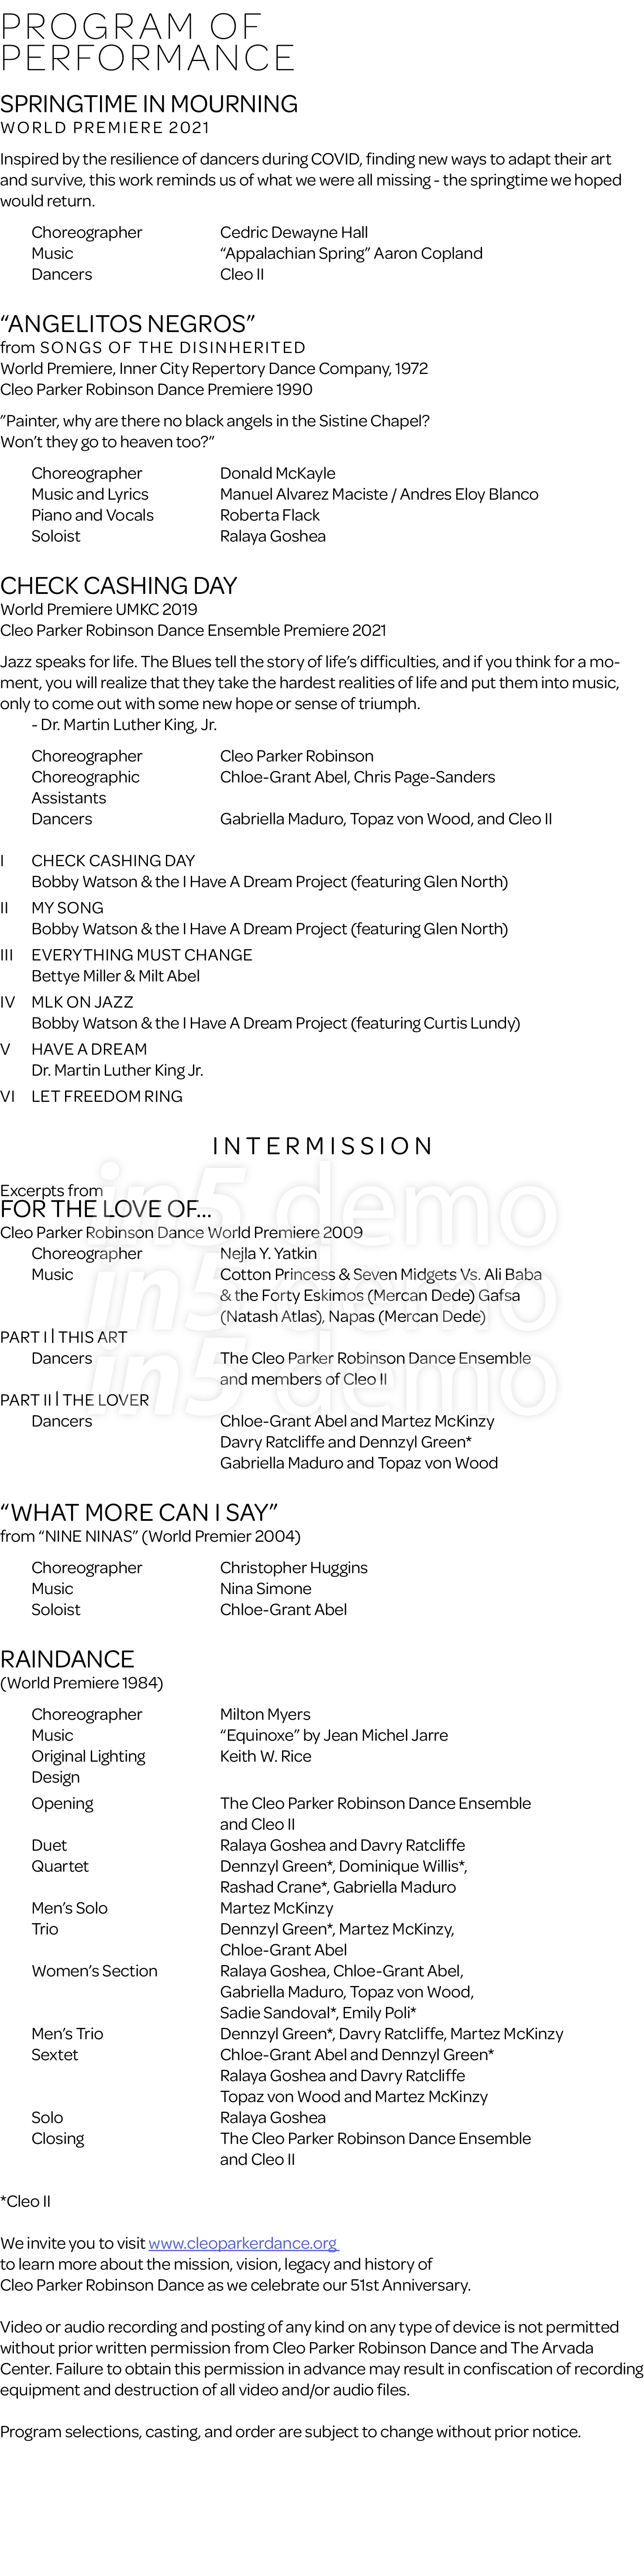 PROGRAM OF
PERFORMANCE
SPRINGTIME IN MOURNING
WORLD PREMIERE 2021
Inspired by the resilience of dancers during COVID, finding new ways to adapt their art
and survive, this work reminds us of what we were all missing - the springtime we hoped
would return.
Choreographer Cedric Dewayne Hall
Music “Appalachian Spring” Aaron Copland
Dancers Cleo II
“ANGELITOS NEGROS”
from SONGS OF THE DISINHERITED
World Premiere, Inner City Repertory Dance Company, 1972
Cleo Parker Robinson Dance Premiere 1990
“Painter, why are there no black angels in the Sistine Chapel?
Won’t they go to heaven too?”
Choreographer Donald McKayle
Music and Lyrics Manuel Alvarez Maciste / Andres Eloy Blanco
Piano and Vocals Roberta Flack
Soloist Ralaya Goshea
CHECK CASHING DAY
World Premiere UMKC 2019
Cleo Parker Robinson Dance Ensemble Premiere 2021
Jazz speaks for life. The Blues tell the story of life’s difficulties, and if you think for a mo-
ment, you will realize that they take the hardest realities of life and put them into music,
only to come out with some new hope or sense of triumph.
- Dr. Martin Luther King, Jr.
Choreographer Cleo Parker Robinson
Choreographic Chloe-Grant Abel, Chris Page-Sanders
Assistants
Dancers Gabriella Maduro, Topaz von Wood, and Cleo II
I CHECK CASHING DAY
Bobby Watson & the I Have A Dream Project (featuring Glen North)
II MY SONG
Bobby Watson & the I Have A Dream Project (featuring Glen North)
III EVERYTHING MUST CHANGE
Bettye Miller & Milt Abel
IV MLK ON JAZZ
Bobby Watson & the I Have A Dream Project (featuring Curtis Lundy)
V HAVE A DREAM
Dr. Martin Luther King Jr.
VI LET FREEDOM RING
INTERMISSION
Excerpts from
FOR THE LOVE OF...
in5 demo
Cleo Parker Robinson Dance World Premiere 2009
Choreographer Nejla Y. Yatkin
Music Cotton Princess & Seven Midgets Vs. Ali Baba
& the Forty Eskimos (Mercan Dede) Gafsa
in5 demo
(Natash Atlas), Napas (Mercan Dede)
PART I | THIS ART
Dancers The Cleo Parker Robinson Dance Ensemble
and members of Cleo II
in5 demo
PART II | THE LOVER
Dancers Chloe-Grant Abel and Martez McKinzy
Davry Ratcliffe and Dennzyl Green*
Gabriella Maduro and Topaz von Wood
“WHAT MORE CAN I SAY”
from “NINE NINAS” (World Premier 2004)
Choreographer Christopher Huggins
Music Nina Simone
Soloist Chloe-Grant Abel
RAINDANCE
(World Premiere 1984)
Choreographer Milton Myers
Music “Equinoxe” by Jean Michel Jarre
Original Lighting Keith W. Rice
Design
Opening The Cleo Parker Robinson Dance Ensemble
and Cleo II
Duet Ralaya Goshea and Davry Ratcliffe
Quartet Dennzyl Green*, Dominique Willis*,
Rashad Crane*, Gabriella Maduro
Men’s Solo Martez McKinzy
Trio Dennzyl Green*, Martez McKinzy,
Chloe-Grant Abel
Women’s Section Ralaya Goshea, Chloe-Grant Abel,
Gabriella Maduro, Topaz von Wood,
Sadie Sandoval*, Emily Poli*
Men’s Trio Dennzyl Green*, Davry Ratcliffe, Martez McKinzy
Sextet Chloe-Grant Abel and Dennzyl Green*
Ralaya Goshea and Davry Ratcliffe
Topaz von Wood and Martez McKinzy
Solo Ralaya Goshea
Closing The Cleo Parker Robinson Dance Ensemble
and Cleo II
*Cleo II
We invite you to visit www.cleoparkerdance.org
to learn more about the mission, vision, legacy and history of
Cleo Parker Robinson Dance as we celebrate our 51st Anniversary.
Video or audio recording and posting of any kind on any type of device is not permitted
without prior written permission from Cleo Parker Robinson Dance and The Arvada
Center. Failure to obtain this permission in advance may result in confiscation of recording
equipment and destruction of all video and/or audio files.
Program selections, casting, and order are subject to change without prior notice.